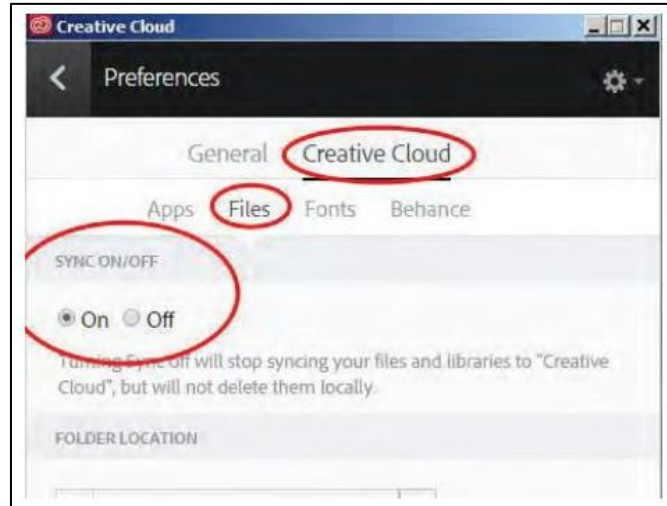 Creative Cloud
Preferences
General Creative Cloud
Apps Files Fonts Behance
SYNC ON/OFF
On Off
Turning Sync off will stop syncing your files and libraries to "Creative
Cloud", but will not delete them locally.
FOLDER LOCATION